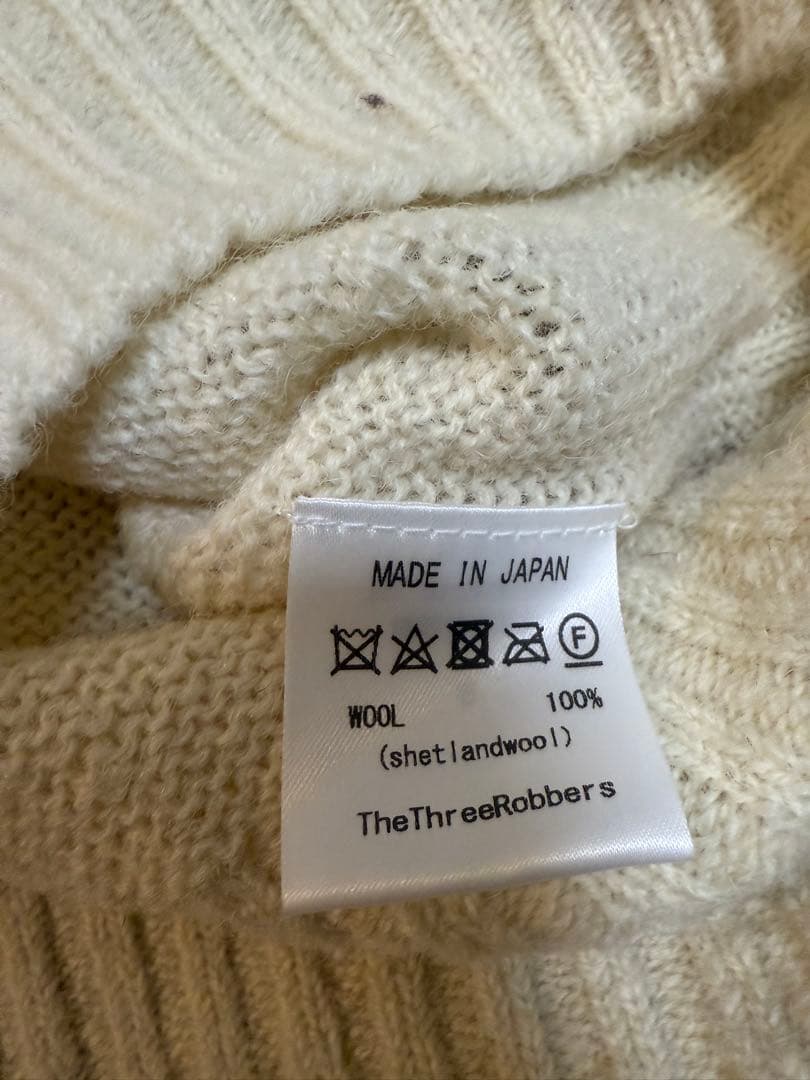 MADE IN JAPAN
F
WOOL 100%
(shetlandwool)
TheThreeRobbers